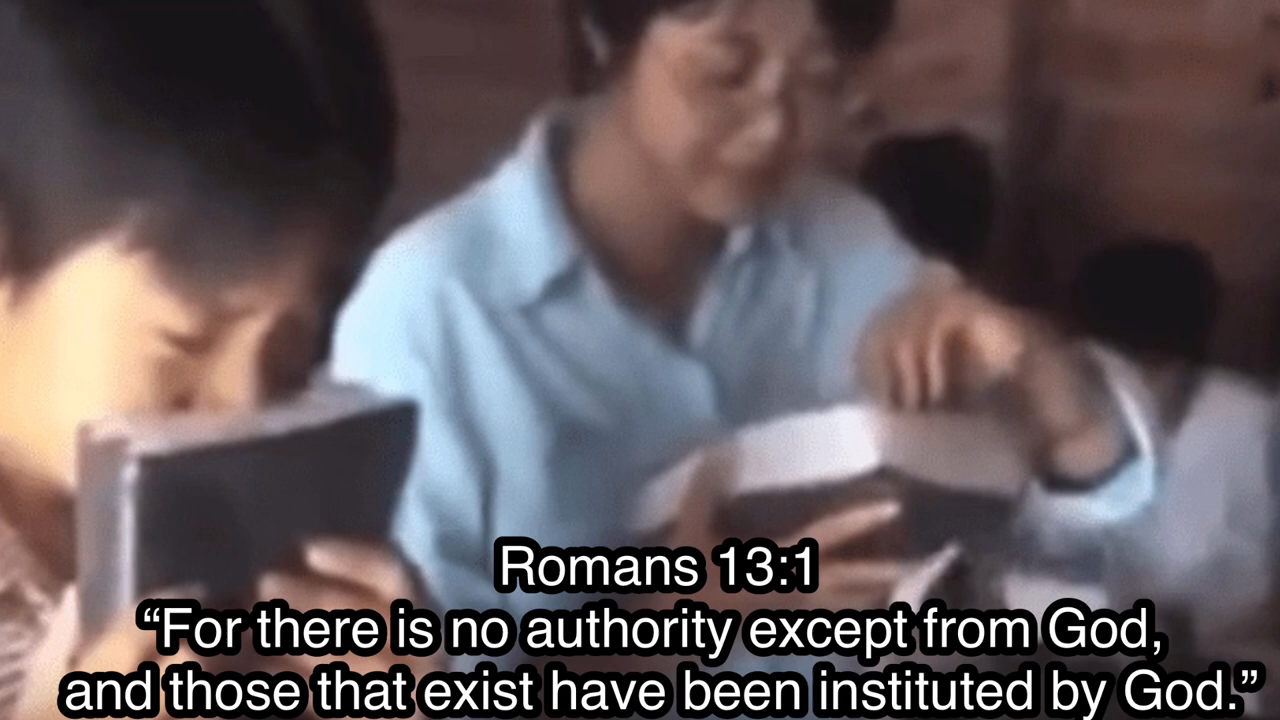 Romans 13:1
“For there is no authority except from God,
and those that exist have been instituted by God.”